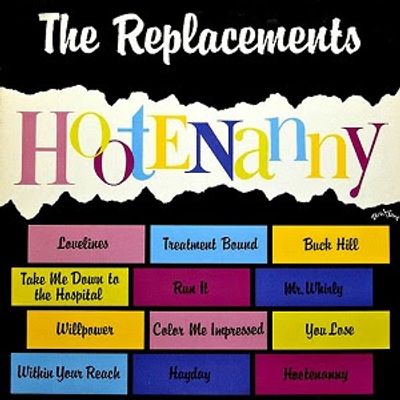 The Replacements
HOOTENANNY
Lovelines
Treatment Bound
Buck Hill
Take Me Down to
the Hospital
Run It
Mr. Whirly
Willpower
Color Me Impressed
You Lose
Within Your Reach
Hayday
Hootenanny